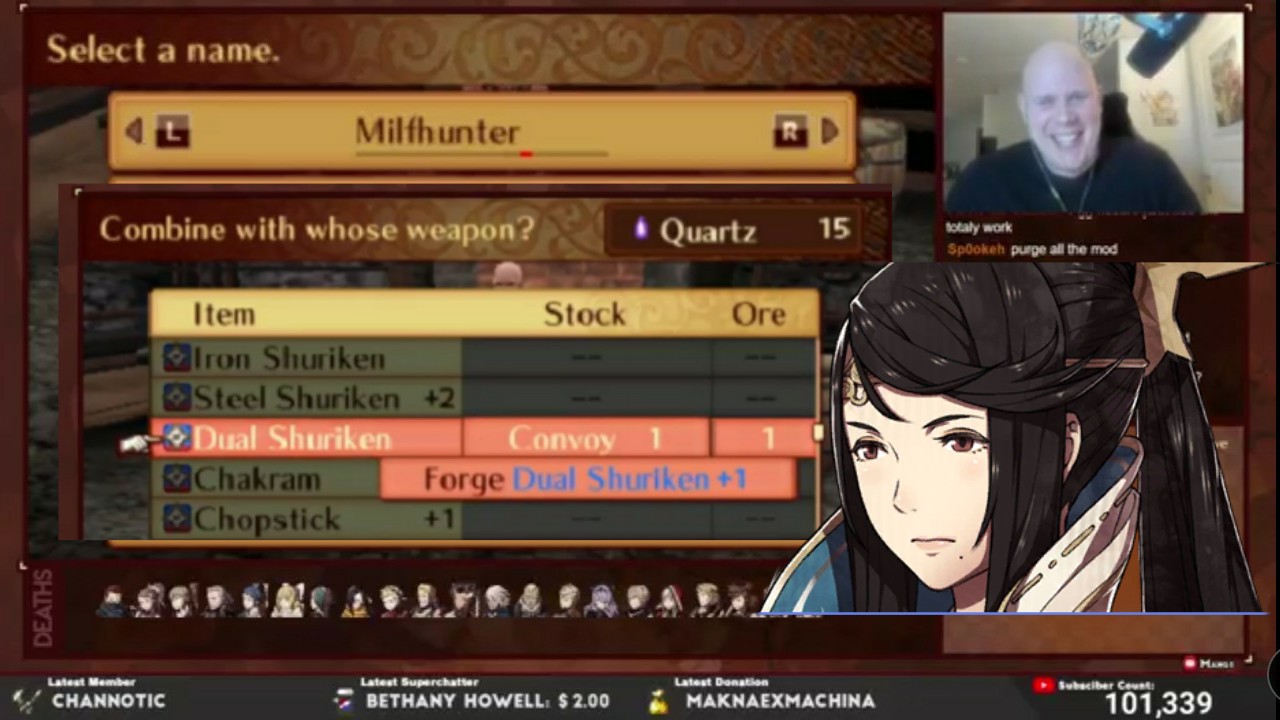 Select a name.
L Milfhunter R
Combine with whose weapon? Quartz 15
Item Stock Ore
Iron Shuriken -- --
Steel Shuriken +2 -- --
Dual Shuriken Convoy 1 1
Chakram Forge Dual Shuriken +1
Chopstick +1 -- --
totaly work
Sp0okeh purge all the mod
DEATHS
Mangs
Latest Member
CHANNOTIC
Latest Superchatter
BETHANY HOWELL: $2.00
Latest Donation
MAKNAEXMACHINA
Subsciber Count:
101,339